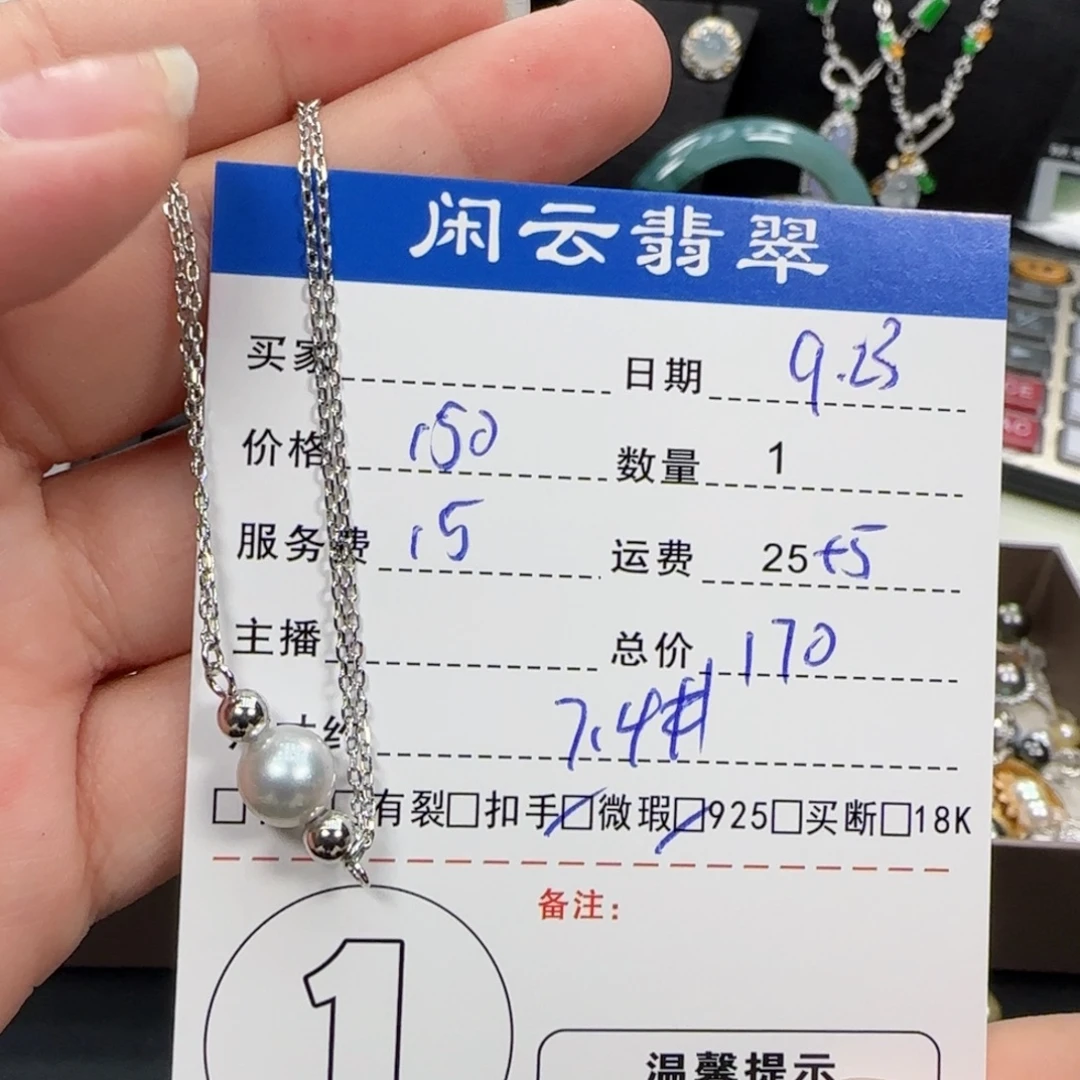 闲云翡翠
买家 日期 9.23
价格 150 数量 1
服务费 15 运费 25+5
主播 总价 170
7.4
有裂 □扣手 □微瑕 □925 □买断 □18K
备注:
1
温馨提示